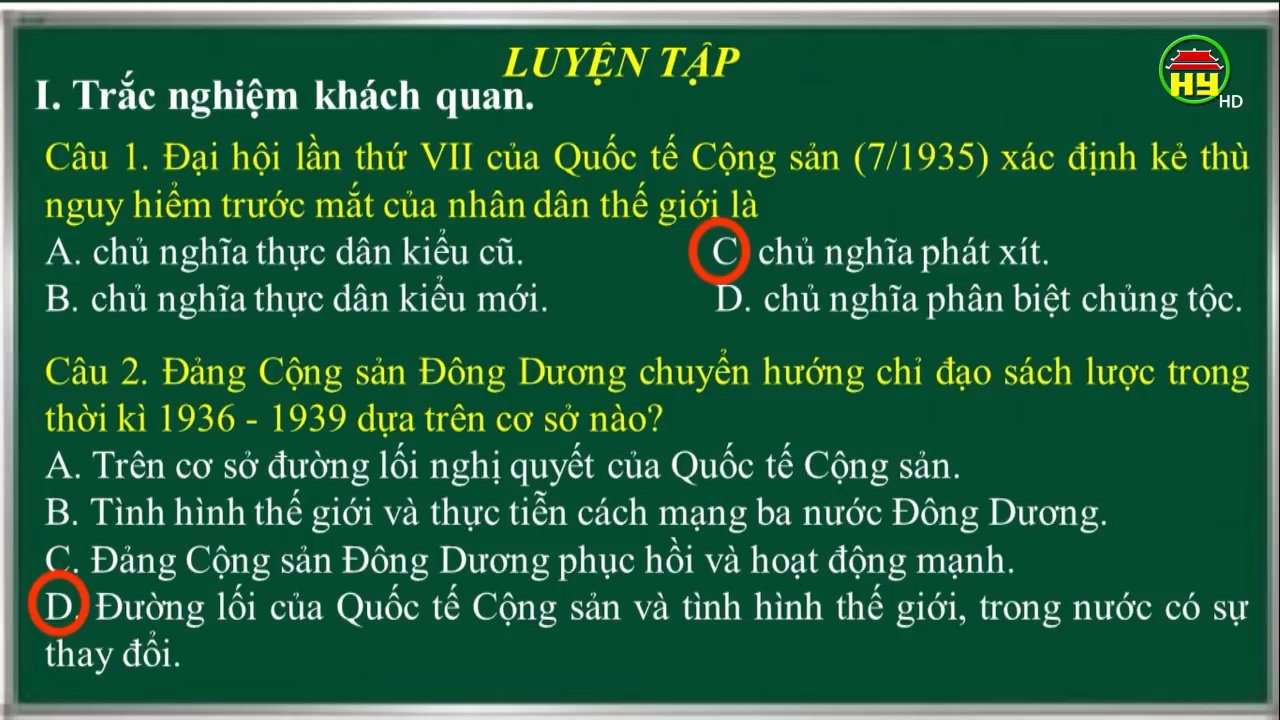 LUYỆN TẬP
HY
HD
I. Trắc nghiệm khách quan.
Câu 1. Đại hội lần thứ VII của Quốc tế Cộng sản (7/1935) xác định kẻ thù
nguy hiểm trước mắt của nhân dân thế giới là
A. chủ nghĩa thực dân kiểu cũ. C chủ nghĩa phát xít.
B. chủ nghĩa thực dân kiểu mới. D. chủ nghĩa phân biệt chủng tộc.
Câu 2. Đảng Cộng sản Đông Dương chuyển hướng chỉ đạo sách lược trong
thời kì 1936 - 1939 dựa trên cơ sở nào?
A. Trên cơ sở đường lối nghị quyết của Quốc tế Cộng sản.
B. Tình hình thế giới và thực tiễn cách mạng ba nước Đông Dương.
C. Đảng Cộng sản Đông Dương phục hồi và hoạt động mạnh.
D. Đường lối của Quốc tế Cộng sản và tình hình thế giới, trong nước có sự
thay đổi.